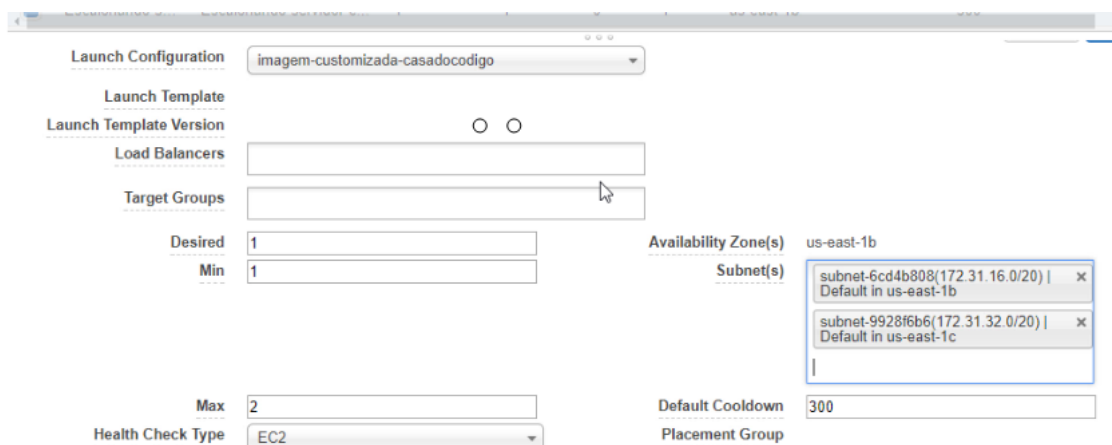 Launch Configuration imagem-customizada-casadocodigo
Launch Template
Launch Template Version
Load Balancers
Target Groups
Desired 1 Availability Zone(s) us-east-1b
Min 1 Subnet(s)
subnet-6cd4b808(172.31.16.0/20) |
Default in us-east-1b
subnet-9928f6b6(172.31.32.0/20) |
Default in us-east-1c
Max 2 Default Cooldown 300
Health Check Type EC2 Placement Group